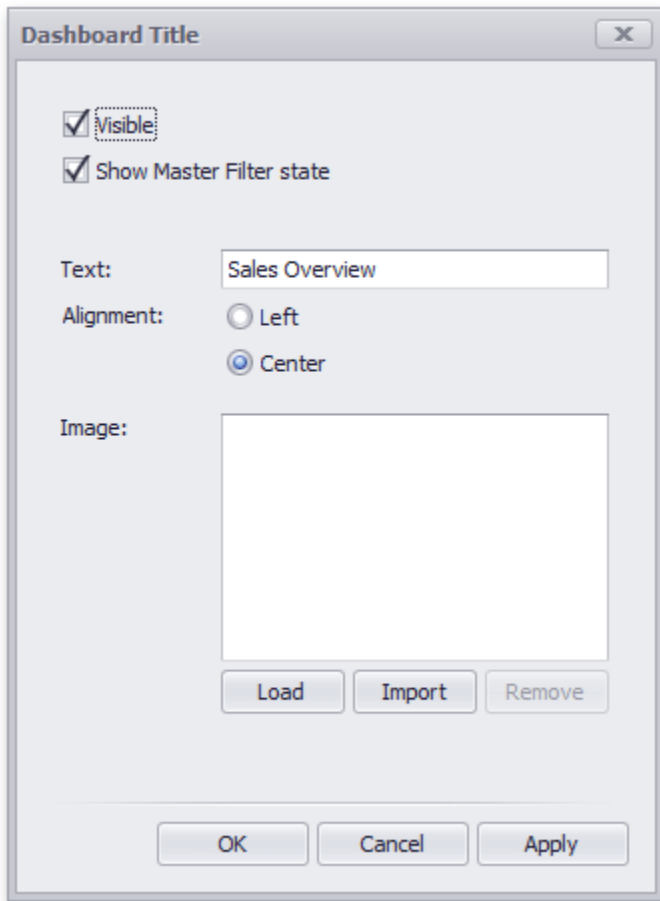 Dashboard Title
Visible
Show Master Filter state
Text: Sales Overview
Alignment: Left
Center
Image:
Load Import Remove
OK Cancel Apply